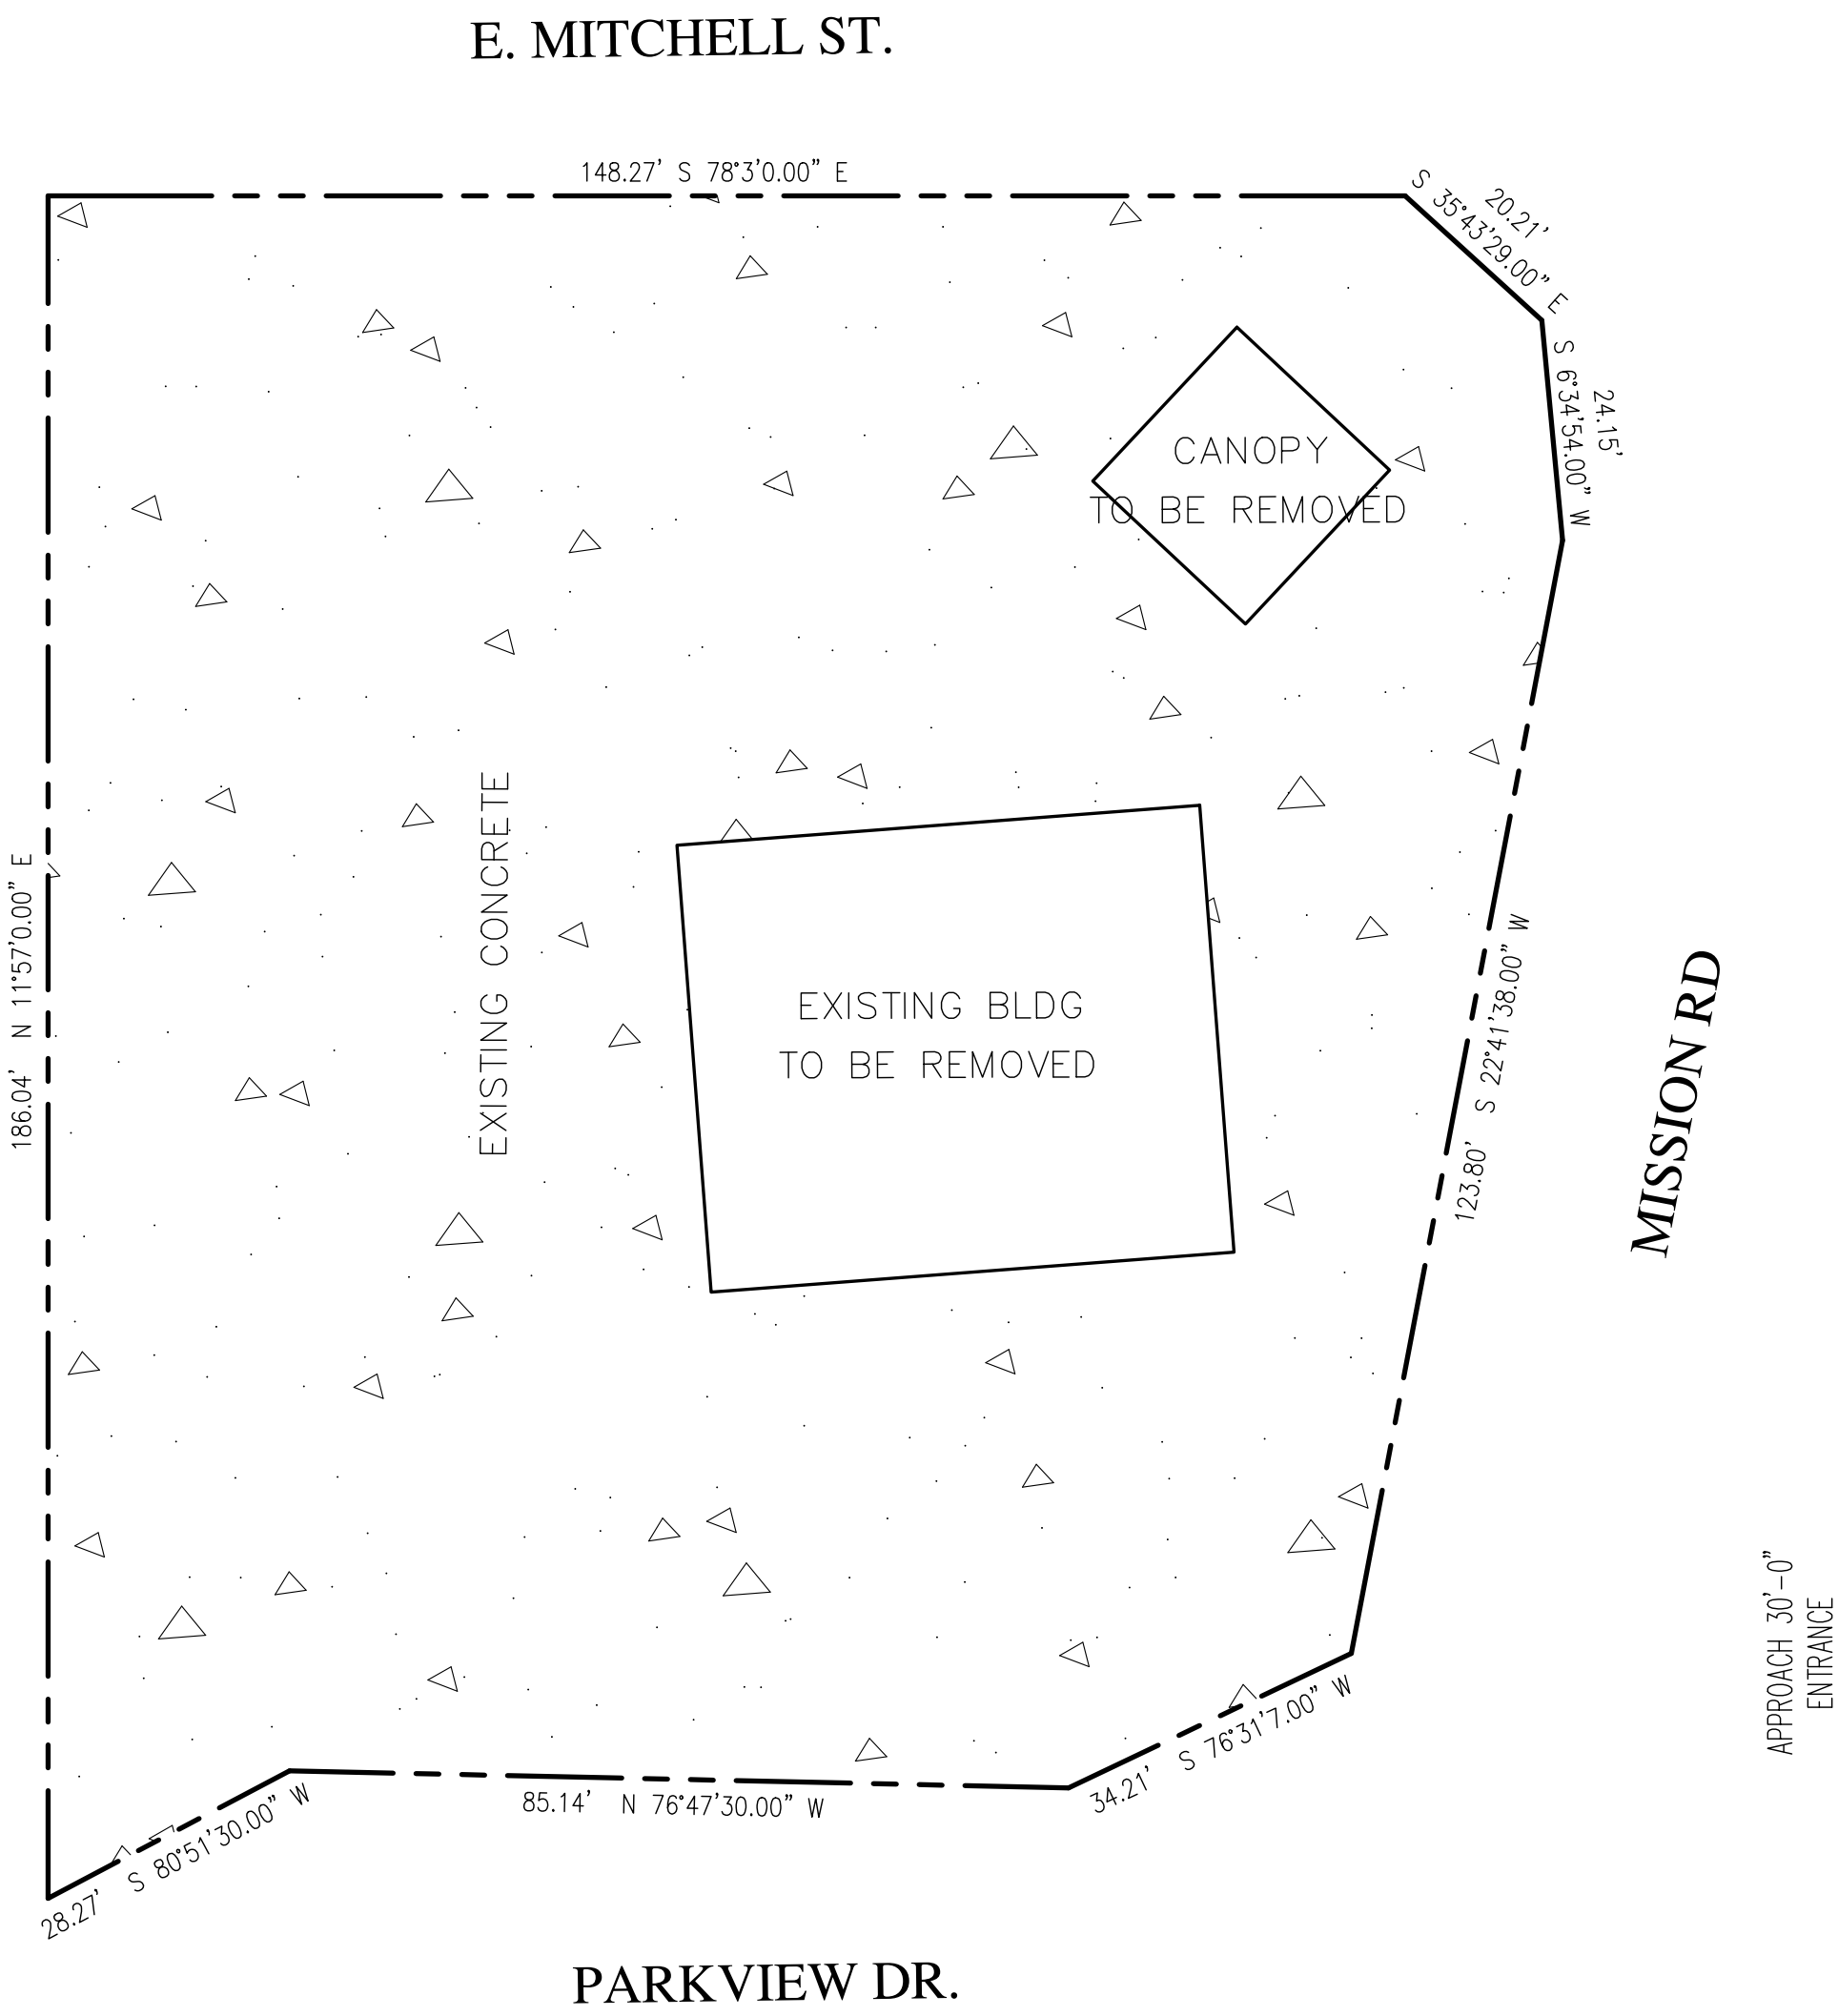 E. MITCHELL ST.
148.27' S 78°3'0.00" E
20.21'
S 35°43'29.00" E
24.15'
S 6°34'54.00" W
CANOPY
TO BE REMOVED
EXISTING CONCRETE
186.04' N 11°57'0.00" E
EXISTING BLDG
TO BE REMOVED
123.80' S 22°41'38.00" W
MISSION RD
APPROACH 30'-0"
ENTRANCE
34.21' S 76°31'7.00" W
85.14' N 76°47'30.00" W
28.27' S 80°51'30.00" W
PARKVIEW DR.